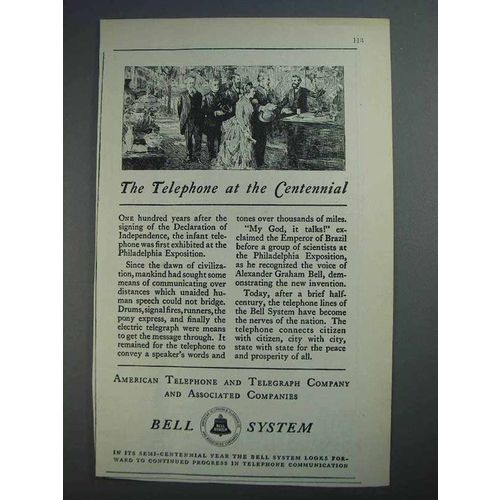 118
The Telephone at the Centennial
ONE hundred years after the
signing of the Declaration of
Independence, the infant tele-
phone was first exhibited at the
Philadelphia Exposition.
Since the dawn of civiliza-
tion, mankind had sought some
means of communicating over
distances which unaided hu-
man speech could not bridge.
Drums, signal fires, runners, the
pony express, and finally the
electric telegraph were means
to get the message through. It
remained for the telephone to
convey a speaker's words and
tones over thousands of miles.
"My God, it talks!" ex-
claimed the Emperor of Brazil
before a group of scientists at
the Philadelphia Exposition,
as he recognized the voice of
Alexander Graham Bell, dem-
onstrating the new invention.
Today, after a brief half-
century, the telephone lines of
the Bell System have become
the nerves of the nation. The
telephone connects citizen
with citizen, city with city,
state with state for the peace
and prosperity of all.
AMERICAN TELEPHONE AND TELEGRAPH COMPANY
AND ASSOCIATED COMPANIES
BELL SYSTEM
BELL
SYSTEM
IN ITS SEMI-CENTENNIAL YEAR THE BELL SYSTEM LOOKS FOR-
WARD TO CONTINUED PROGRESS IN TELEPHONE COMMUNICATION